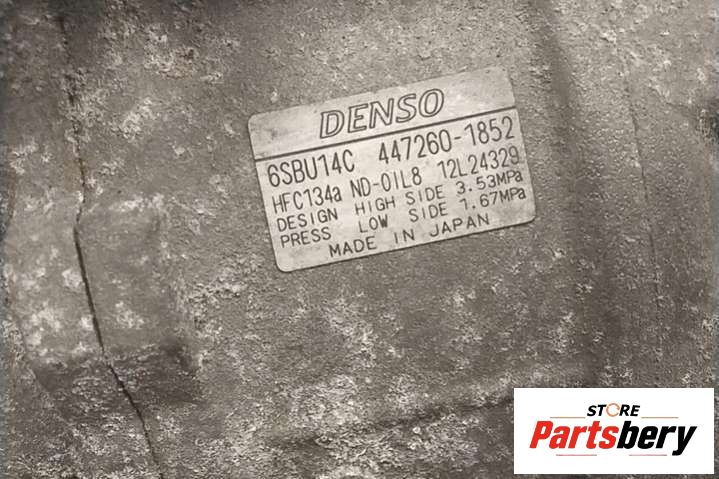 DENSO
6SBU14C 447260-1852
HFC134a ND-OIL8 12L24329
DESIGN HIGH SIDE 3.53MPa
PRESS LOW SIDE 1.67MPa
MADE IN JAPAN
STORE
Partsbery